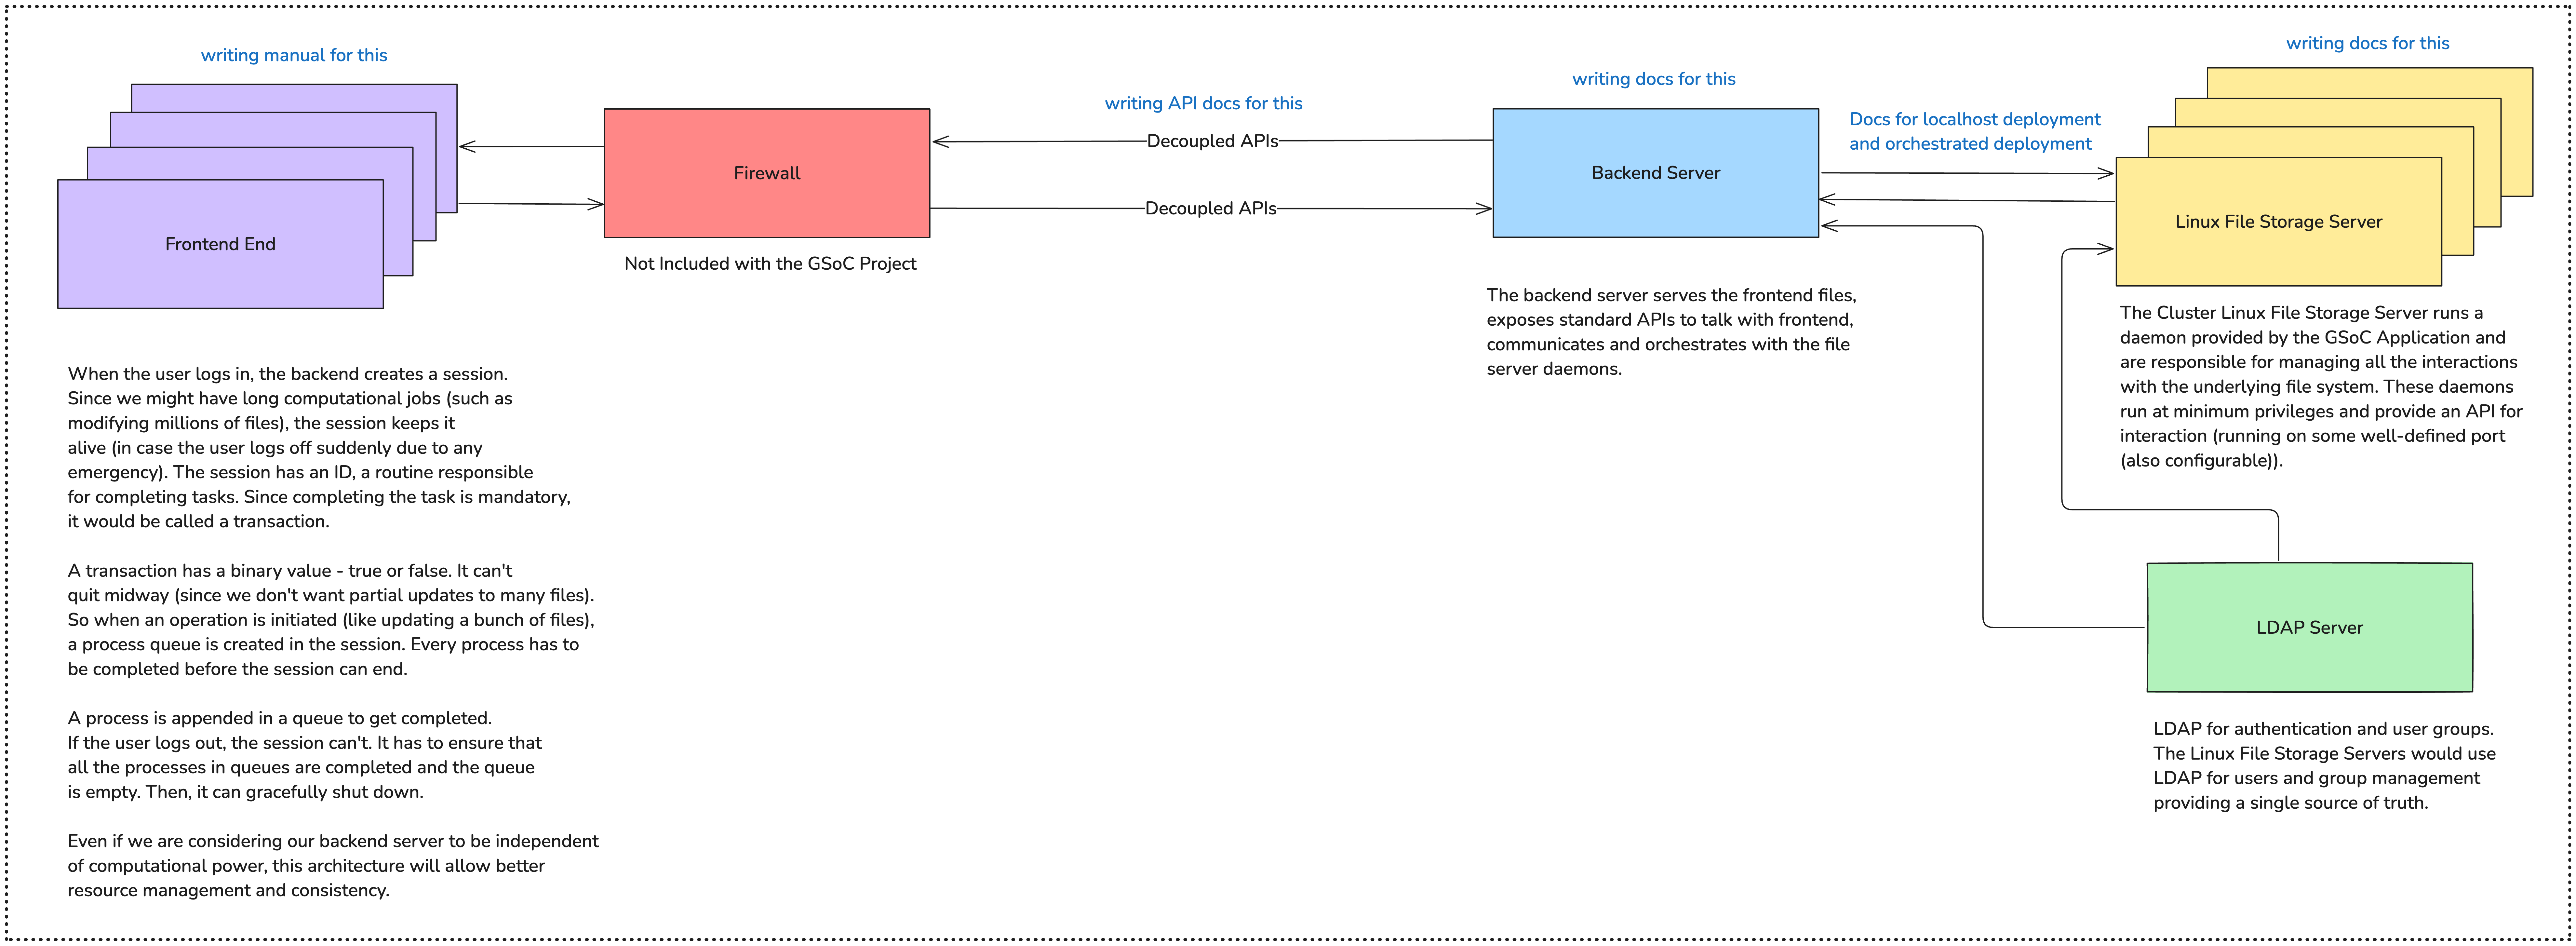 writing manual for this
Frontend End
When the user logs in, the backend creates a session.
Since we might have long computational jobs (such as
modifying millions of files), the session keeps it
alive (in case the user logs off suddenly due to any
emergency). The session has an ID, a routine responsible
for completing tasks. Since completing the task is mandatory,
it would be called a transaction.
A transaction has a binary value - true or false. It can't
quit midway (since we don't want partial updates to many files).
So when an operation is initiated (like updating a bunch of files),
a process queue is created in the session. Every process has to
be completed before the session can end.
A process is appended in a queue to get completed.
If the user logs out, the session can't. It has to ensure that
all the processes in queues are completed and the queue
is empty. Then, it can gracefully shut down.
Even if we are considering our backend server to be independent
of computational power, this architecture will allow better
resource management and consistency.
Firewall
Not Included with the GSoC Project
writing API docs for this
Decoupled APIs
Decoupled APIs
writing docs for this
Backend Server
The backend server serves the frontend files,
exposes standard APIs to talk with frontend,
communicates and orchestrates with the file
server daemons.
Docs for localhost deployment
and orchestrated deployment
writing docs for this
Linux File Storage Server
The Cluster Linux File Storage Server runs a
daemon provided by the GSoC Application and
are responsible for managing all the interactions
with the underlying file system. These daemons
run at minimum privileges and provide an API for
interaction (running on some well-defined port
(also configurable)).
LDAP Server
LDAP for authentication and user groups.
The Linux File Storage Servers would use
LDAP for users and group management
providing a single source of truth.